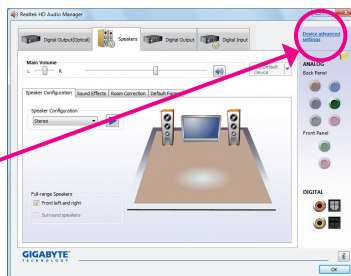 Realtek HD Audio Manager
Digital Output(Optical)
Speakers
Digital Output
Digital Input
Device advanced
settings
Main Volume
L
R
Default
Device
ANALOG
Back Panel
Speaker Configuration
Sound Effects
Room Correction
Default Format
Speaker Configuration
Stereo
Front Panel
Full-range Speakers
Front left and right
Surround speakers
DIGITAL
GIGABYTE
TECHNOLOGY
OK